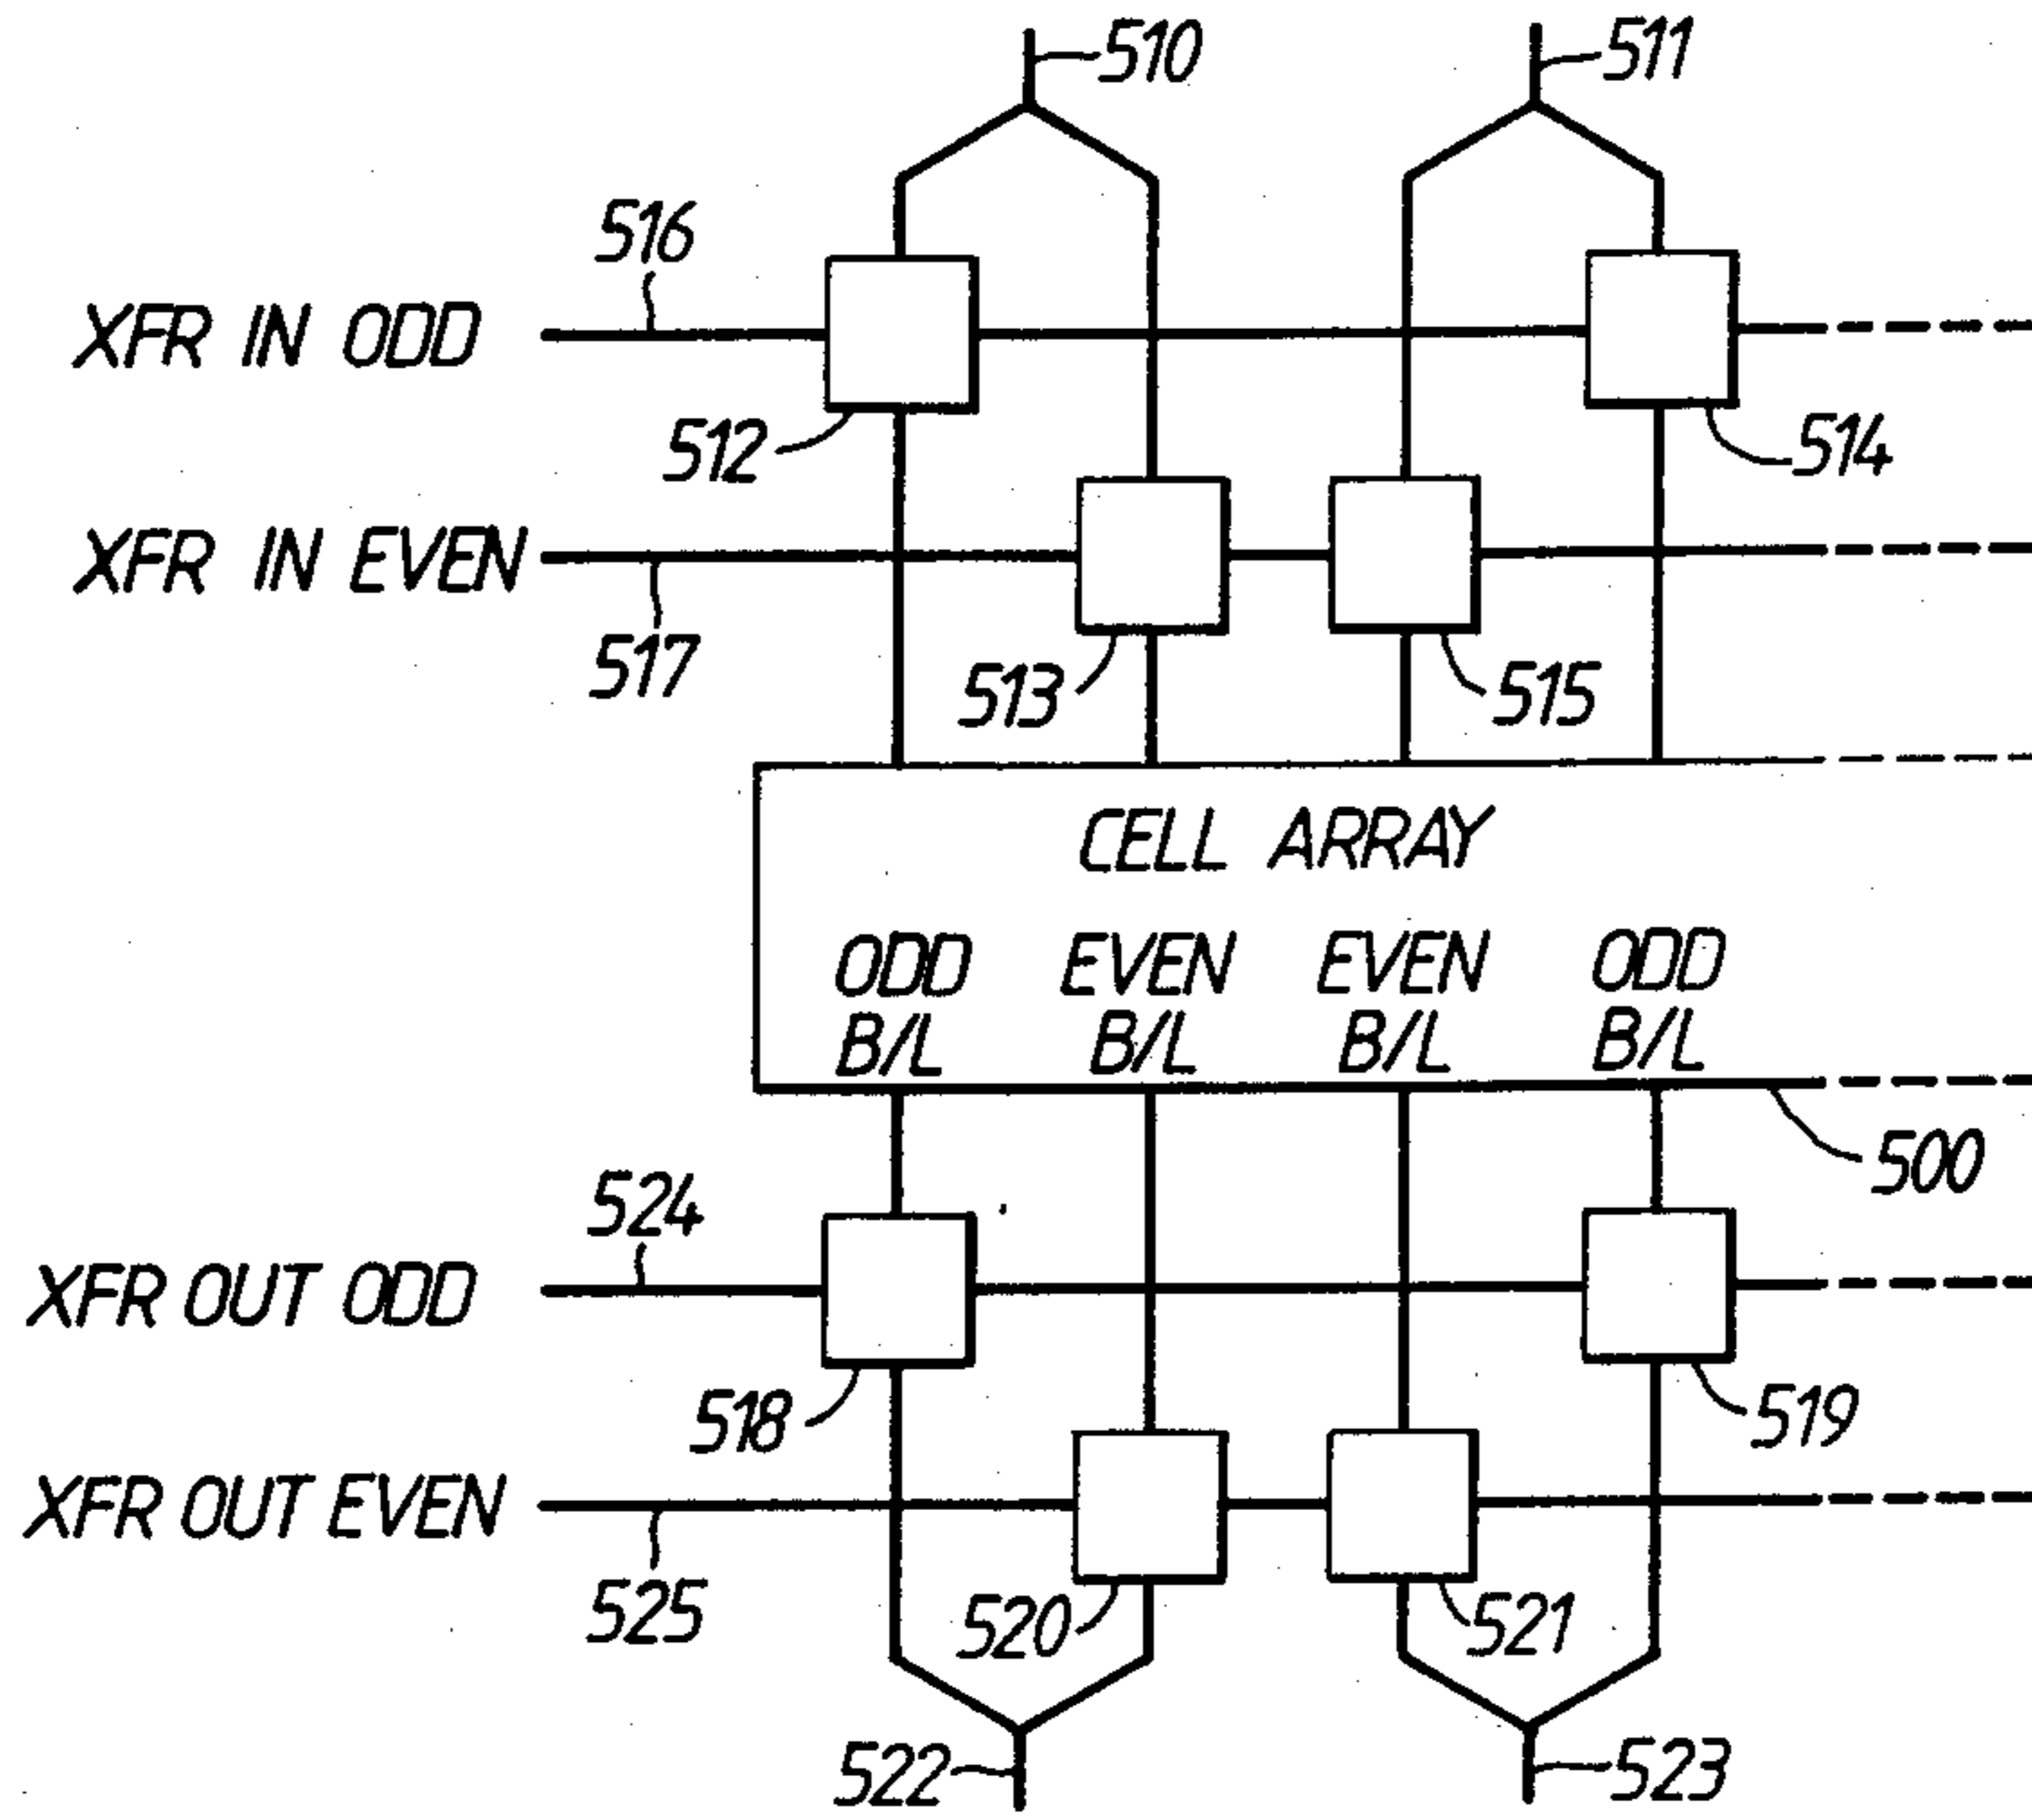 510
511
516
XFR IN ODD
512
514
XFR IN EVEN
517
513
515
CELL ARRAY
ODD B/L
EVEN B/L
EVEN B/L
ODD B/L
500
524
XFR OUT ODD
518
519
XFR OUT EVEN
525
520
521
522
523